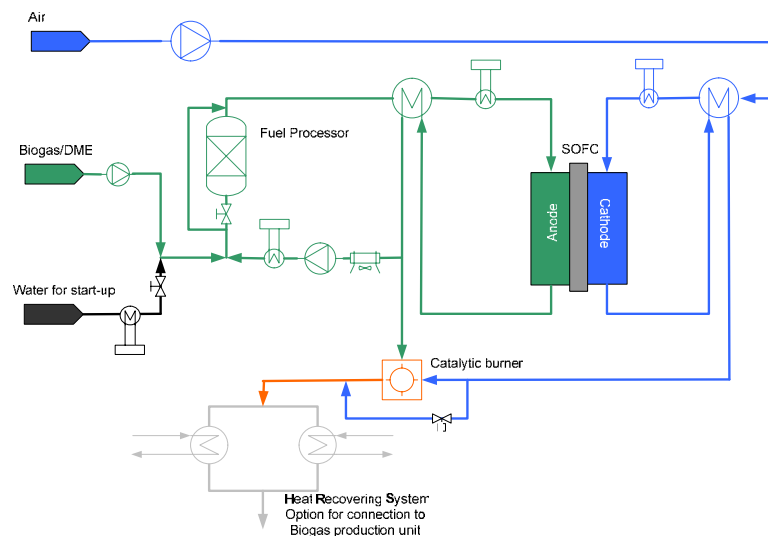 Air
Fuel Processor
Biogas/DME
SOFC
Anode
Cathode
Water for start-up
Catalytic burner
Heat Recovering System
Option for connection to
Biogas production unit